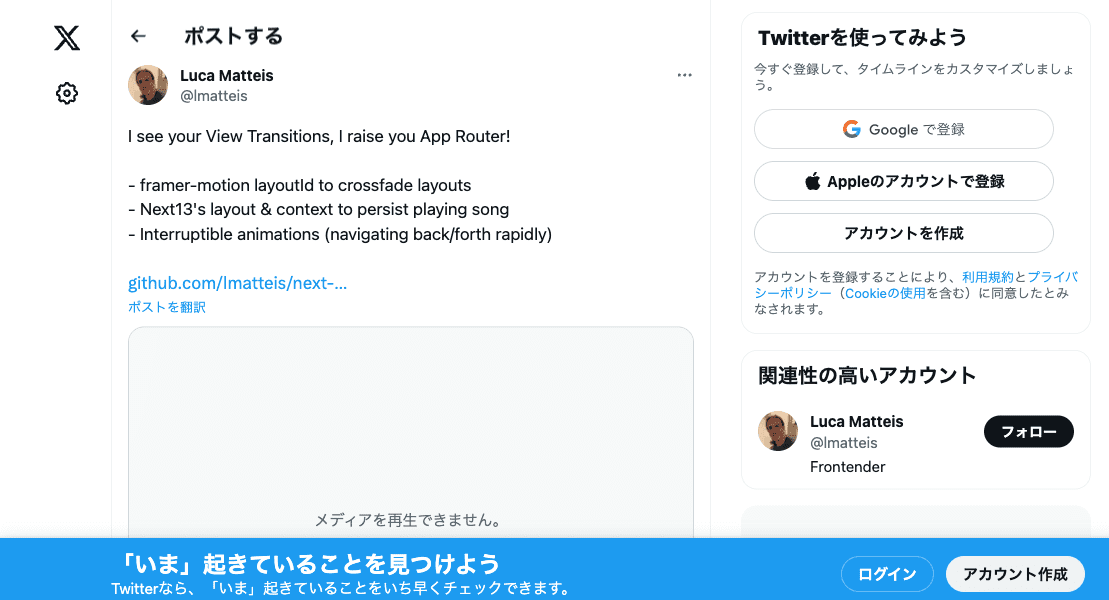 ポストする
Luca Matteis
@lmatteis
I see your View Transitions, I raise you App Router!
- framer-motion layoutId to crossfade layouts
- Next13's layout & context to persist playing song
- Interruptible animations (navigating back/forth rapidly)
github.com/lmatteis/next-...
ポストを翻訳
メディアを再生できません。
Twitterを使ってみよう
今すぐ登録して、タイムラインをカスタマイズしましょ
う。
Google で登録
Appleのアカウントで登録
アカウントを作成
アカウントを登録することにより、利用規約とプライバ
シーポリシー（Cookieの使用を含む）に同意したとみ
なされます。
関連性の高いアカウント
Luca Matteis
@lmatteis
フォロー
Frontender
「いま」起きていることを見つけよう
Twitterなら、「いま」起きていることをいち早くチェックできます。
ログイン
アカウント作成